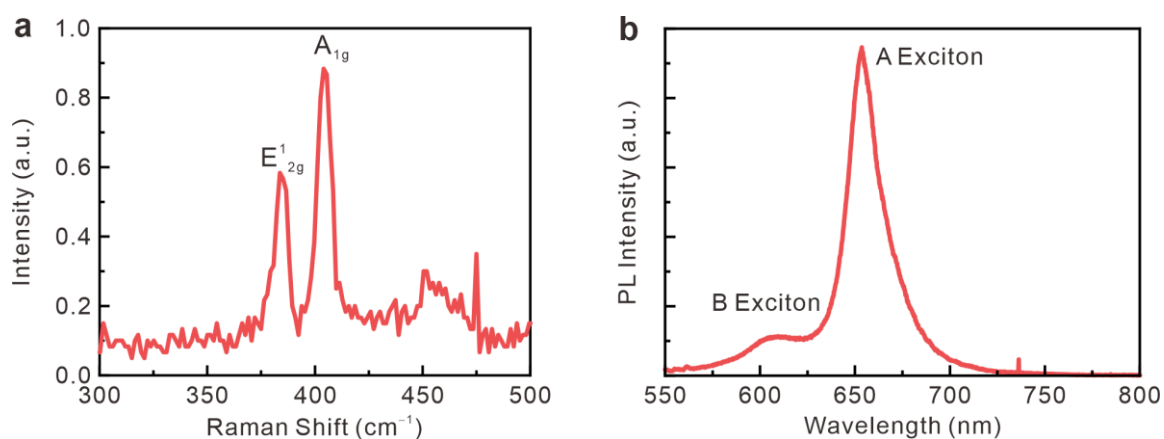 a
Intensity (a.u.)
1.0
0.8
0.6
0.4
0.2
0.0
E¹₂g
A₁g
300
350
400
450
500
Raman Shift (cm⁻¹)
b
PL Intensity (a.u.)
A Exciton
B Exciton
550
600
650
700
750
800
Wavelength (nm)